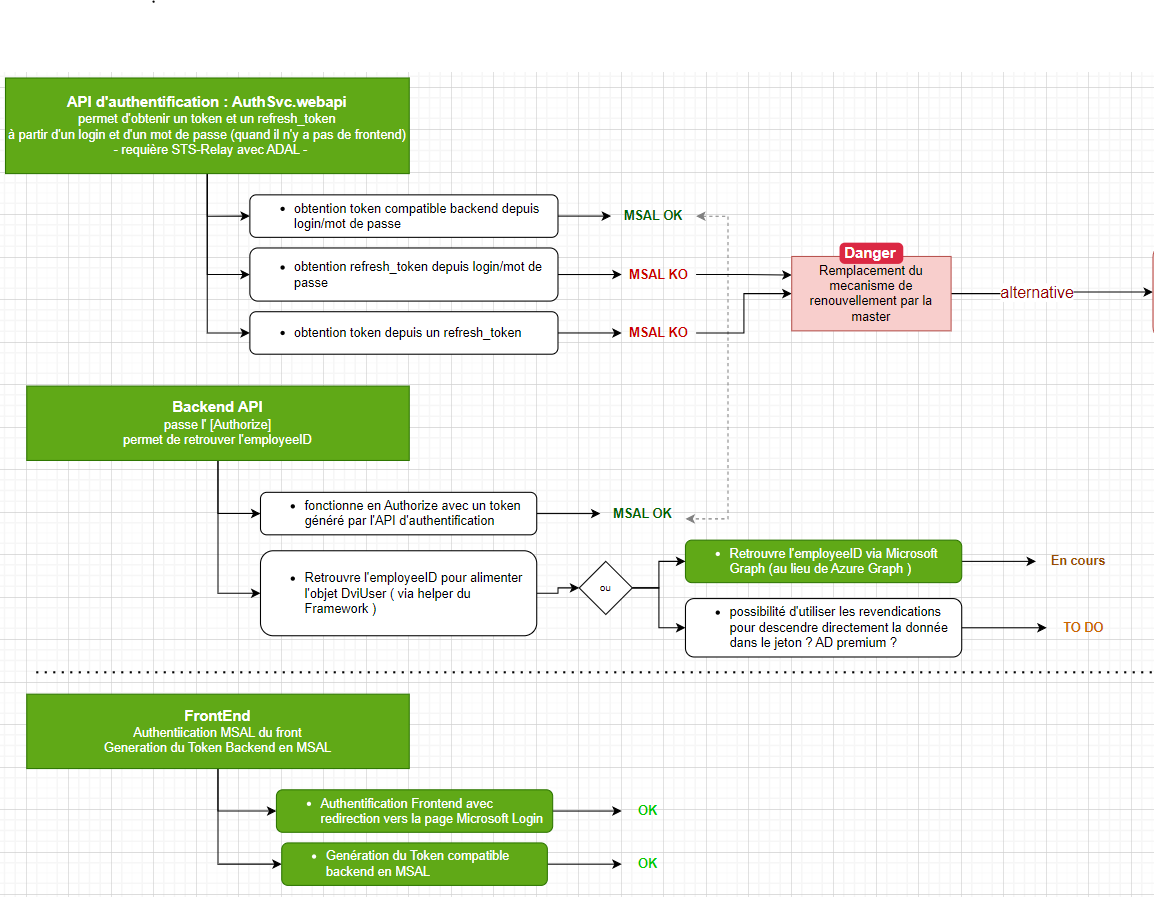 API d'authentification : AuthSvc.webapi
permet d'obtenir un token et un refresh_token
à partir d'un login et d'un mot de passe (quand il n'y a pas de frontend)
- requière STS-Relay avec ADAL -
• obtention token compatible backend depuis
login/mot de passe
MSAL OK
• obtention refresh_token depuis login/mot de
passe
MSAL KO
• obtention token depuis un refresh_token
MSAL KO
Danger
Remplacement du
mecanisme de
renouvellement par la
master
alternative
Backend API
passe l' [Authorize]
permet de retrouver l'employeeID
• fonctionne en Authorize avec un token
généré par l'API d'authentification
MSAL OK
• Retrouvre l'employeeID pour alimenter
l'objet DviUser ( via helper du
Framework )
ou
• Retrouvre l'employeeID via Microsoft
Graph (au lieu de Azure Graph )
En cours
• possibilité d'utiliser les revendications
pour descendre directement la donnée
dans le jeton ? AD premium ?
TO DO
FrontEnd
Authentiication MSAL du front
Generation du Token Backend en MSAL
• Authentification Frontend avec
redirection vers la page Microsoft Login
OK
• Genération du Token compatible
backend en MSAL
OK